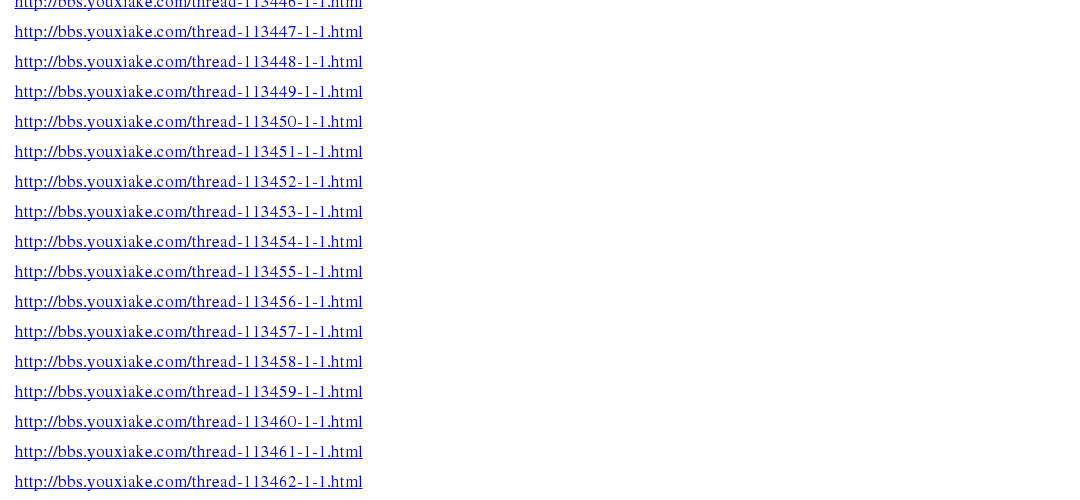 http://bbs.youxiake.com/thread-113446-1-1.html
http://bbs.youxiake.com/thread-113447-1-1.html
http://bbs.youxiake.com/thread-113448-1-1.html
http://bbs.youxiake.com/thread-113449-1-1.html
http://bbs.youxiake.com/thread-113450-1-1.html
http://bbs.youxiake.com/thread-113451-1-1.html
http://bbs.youxiake.com/thread-113452-1-1.html
http://bbs.youxiake.com/thread-113453-1-1.html
http://bbs.youxiake.com/thread-113454-1-1.html
http://bbs.youxiake.com/thread-113455-1-1.html
http://bbs.youxiake.com/thread-113456-1-1.html
http://bbs.youxiake.com/thread-113457-1-1.html
http://bbs.youxiake.com/thread-113458-1-1.html
http://bbs.youxiake.com/thread-113459-1-1.html
http://bbs.youxiake.com/thread-113460-1-1.html
http://bbs.youxiake.com/thread-113461-1-1.html
http://bbs.youxiake.com/thread-113462-1-1.html